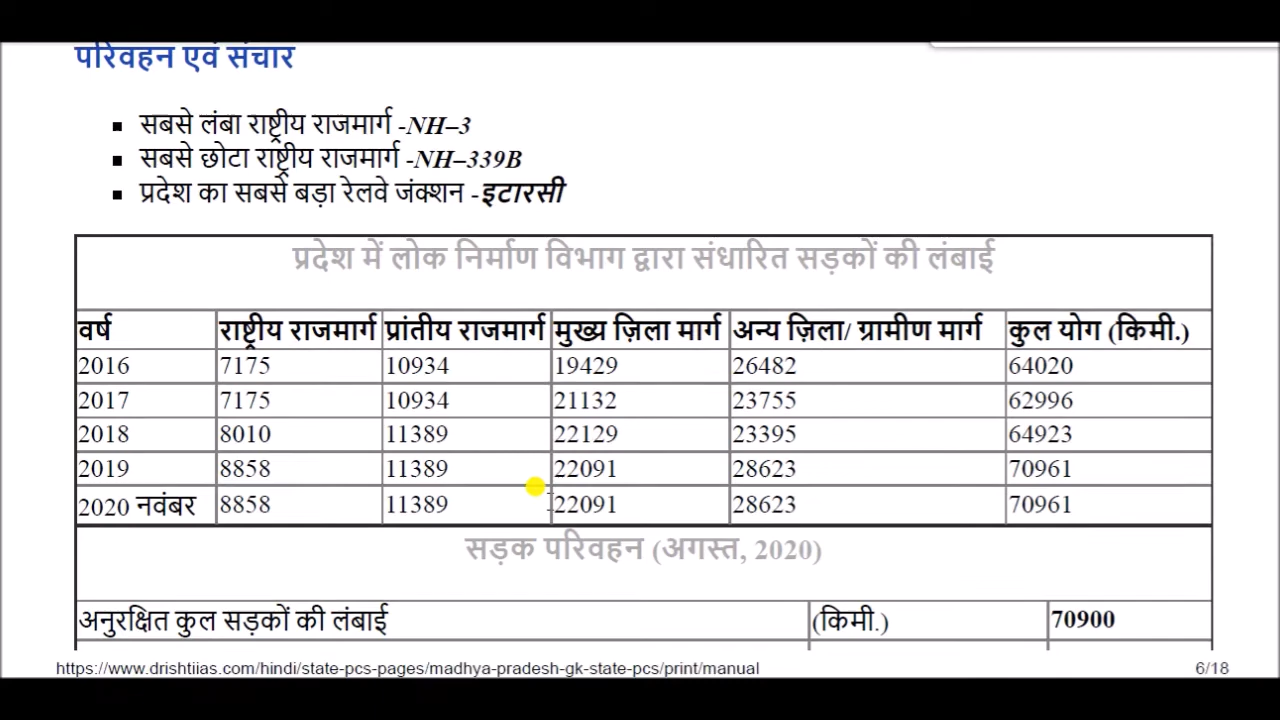 परिवहन एवं संचार
▪ सबसे लंबा राष्ट्रीय राजमार्ग -NH–3
▪ सबसे छोटा राष्ट्रीय राजमार्ग -NH–339B
▪ प्रदेश का सबसे बड़ा रेलवे जंक्शन -इटारसी
प्रदेश में लोक निर्माण विभाग द्वारा संधारित सड़कों की लंबाई
वर्ष राष्ट्रीय राजमार्ग प्रांतीय राजमार्ग मुख्य ज़िला मार्ग अन्य ज़िला/ ग्रामीण मार्ग कुल योग (किमी.)
2016 7175 10934 19429 26482 64020
2017 7175 10934 21132 23755 62996
2018 8010 11389 22129 23395 64923
2019 8858 11389 22091 28623 70961
2020 नवंबर 8858 11389 22091 28623 70961
सड़क परिवहन (अगस्त, 2020)
अनुरक्षित कुल सड़कों की लंबाई (किमी.) 70900
https://www.drishtiias.com/hindi/state-pcs-pages/madhya-pradesh-gk-state-pcs/print/manual 6/18